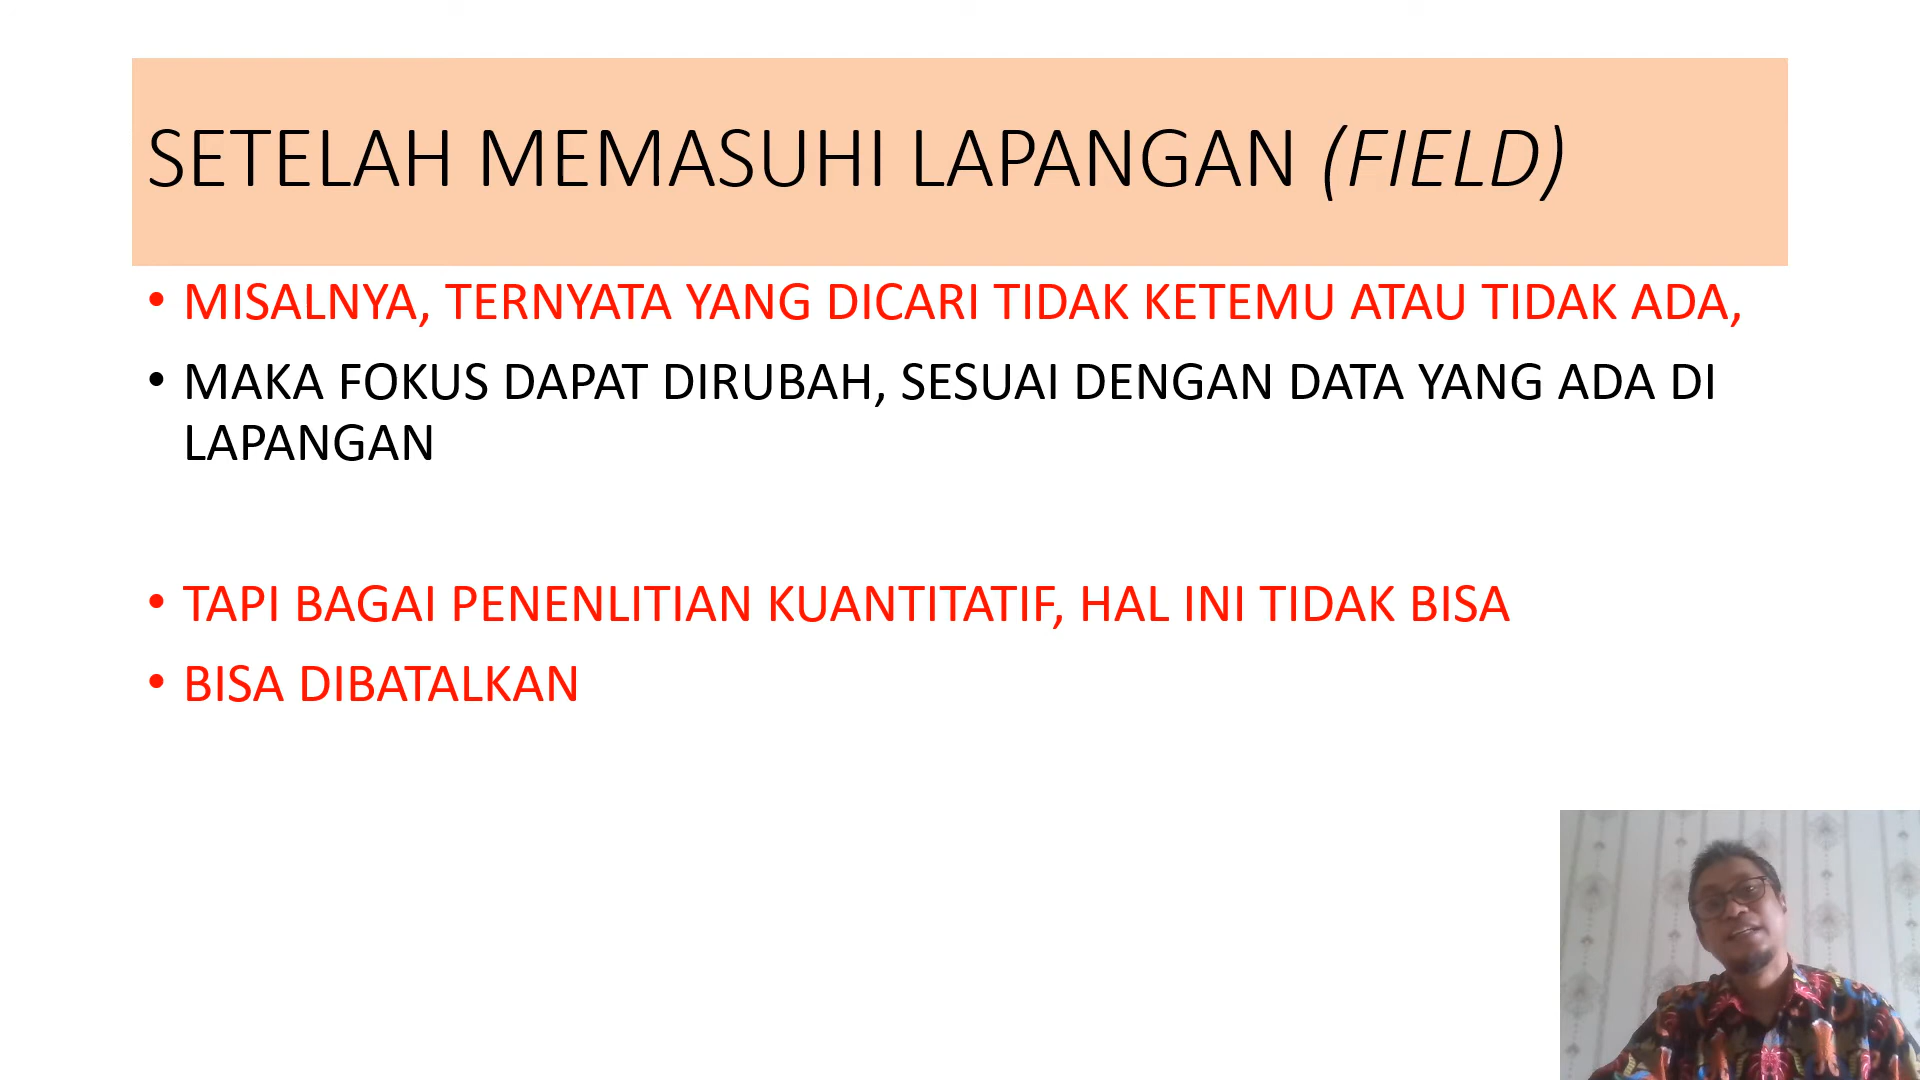 SETELAH MEMASUHI LAPANGAN (FIELD)
• MISALNYA, TERNYATA YANG DICARI TIDAK KETEMU ATAU TIDAK ADA,
• MAKA FOKUS DAPAT DIRUBAH, SESUAI DENGAN DATA YANG ADA DI
LAPANGAN
• TAPI BAGAI PENENLITIAN KUANTITATIF, HAL INI TIDAK BISA
• BISA DIBATALKAN